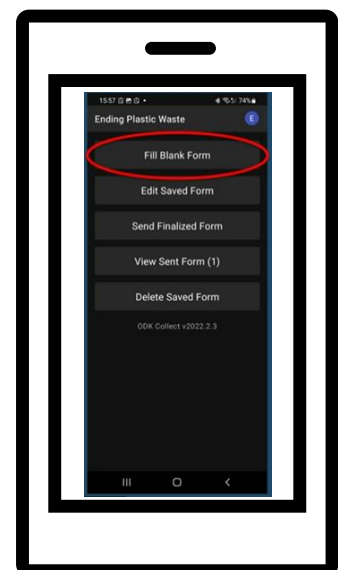 15:57
74%
Ending Plastic Waste
E
Fill Blank Form
Edit Saved Form
Send Finalized Form
View Sent Form (1)
Delete Saved Form
ODK Collect v2022.2.3